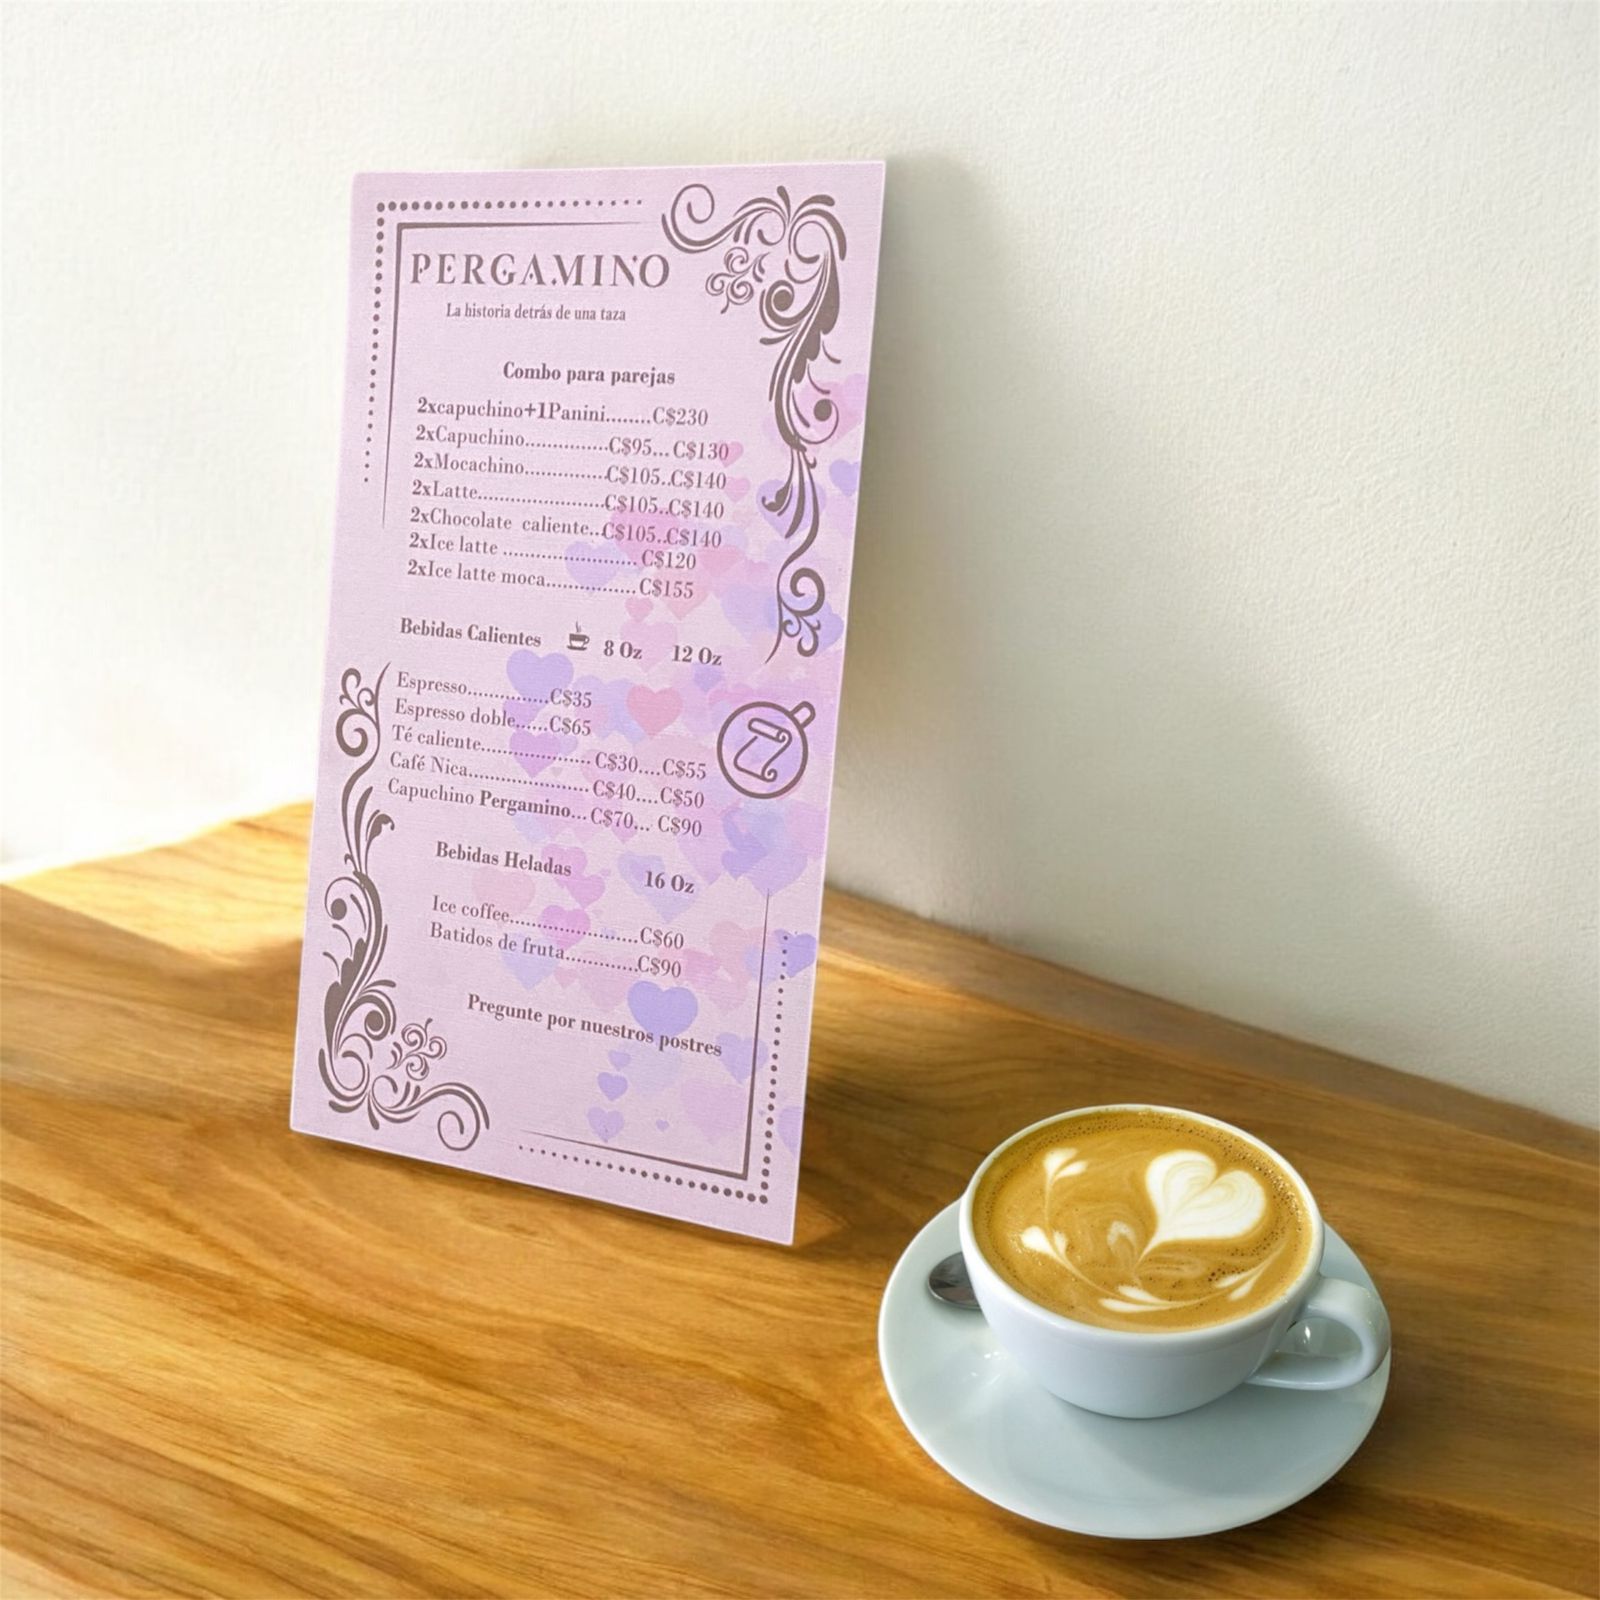 PERGAMINO
La historia detrás de una taza
Combo para parejas
2xcapuchino+1Panini........C$230
2xCapuchino...............C$95...C$130
2xMocachino...............C$105..C$140
2xLatte.......................C$105..C$140
2xChocolate caliente..C$105..C$140
2xIce latte ........................C$120
2xIce latte moca................C$155
Bebidas Calientes 8 Oz 12 Oz
Espresso...............C$35
Espresso doble......C$65
Té caliente....................C$30....C$55
Café Nica......................C$40....C$50
Capuchino Pergamino...C$70... C$90
Bebidas Heladas 16 Oz
Ice coffee.......................C$60
Batidos de fruta.............C$90
Pregunte por nuestros postres